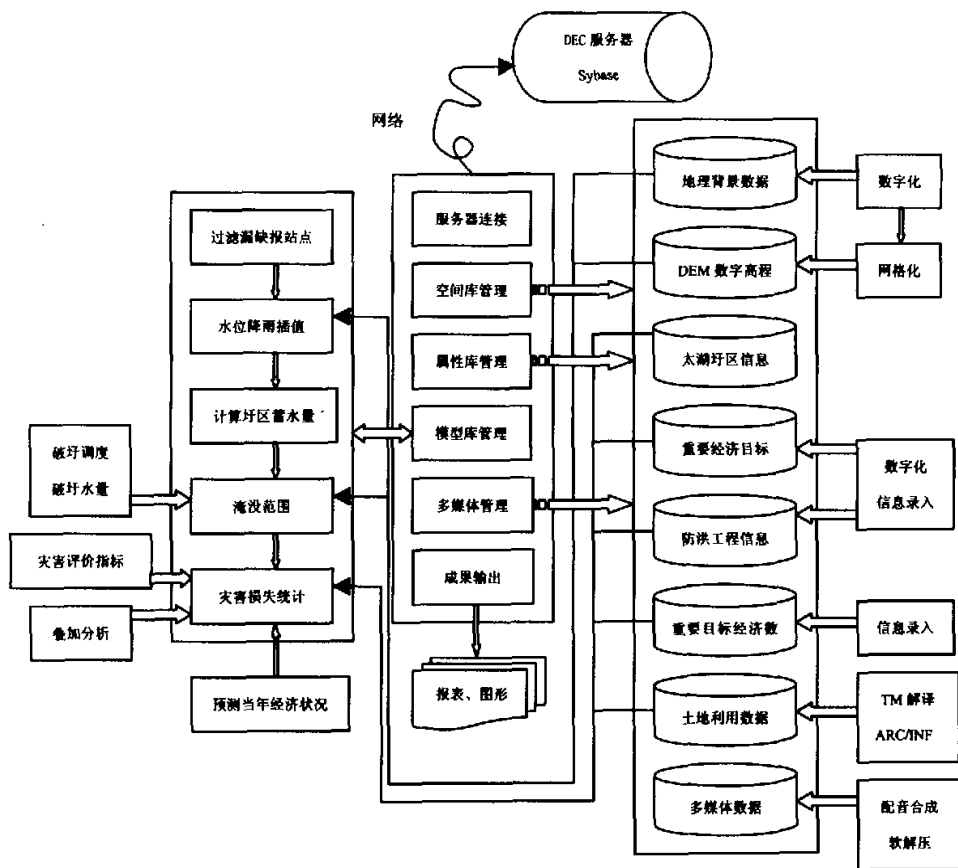 DEC 服务器
Sybase
网络
过滤漏缺报站点
水位降雨插值
计算圩区蓄水量
淹没范围
灾害损失统计
破圩调度
破圩水量
灾害评价指标
叠加分析
预测当年经济状况
服务器连接
空间库管理
属性库管理
模型库管理
多媒体管理
成果输出
报表、图形
地理背景数据
DEM 数字高程
太湖圩区信息
重要经济目标
防洪工程信息
重要目标经济数
土地利用数据
多媒体数据
数字化
网格化
数字化
信息录入
信息录入
TM 解译
ARC/INF
配音合成
软解压